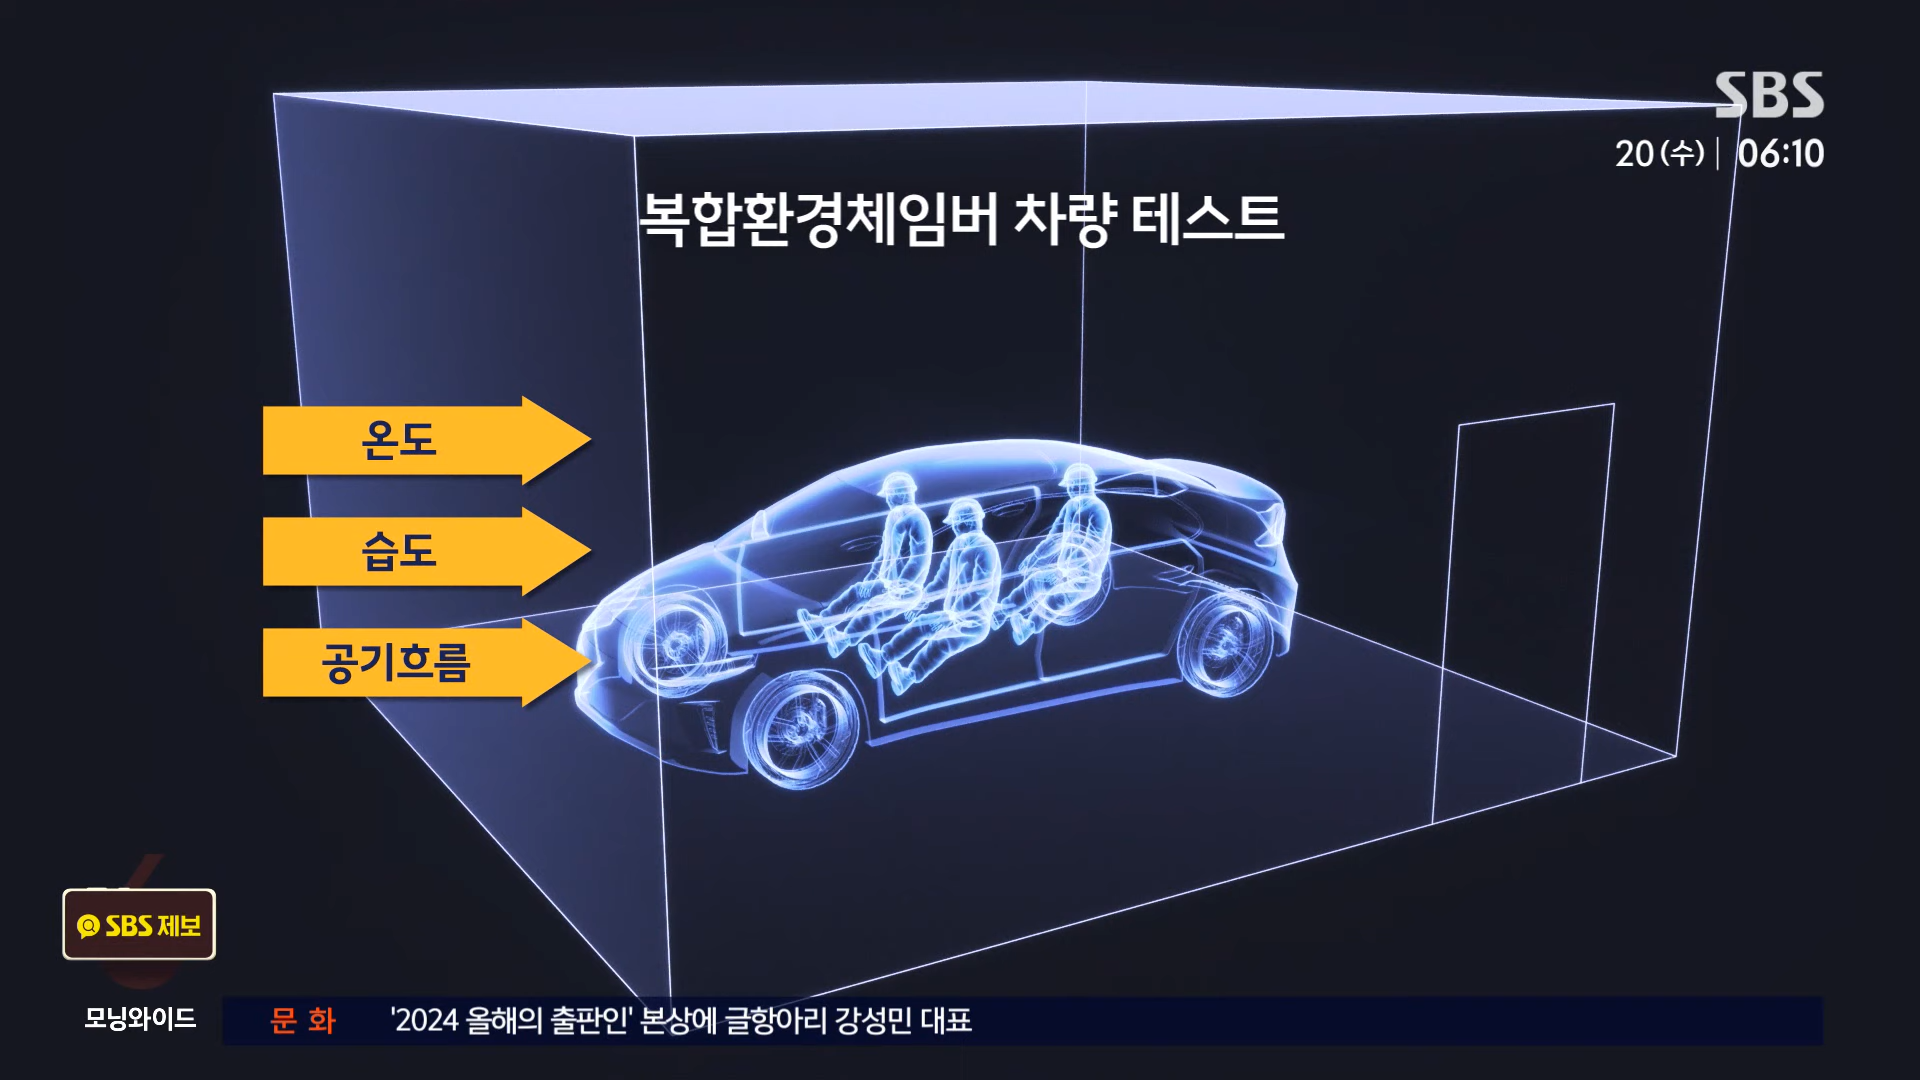 SBS
20(수) 06:10
복합환경체임버 차량 테스트
온도
습도
공기흐름
SBS 제보
모닝와이드
문화 '2024 올해의 출판인' 본상에 글항아리 강성민 대표